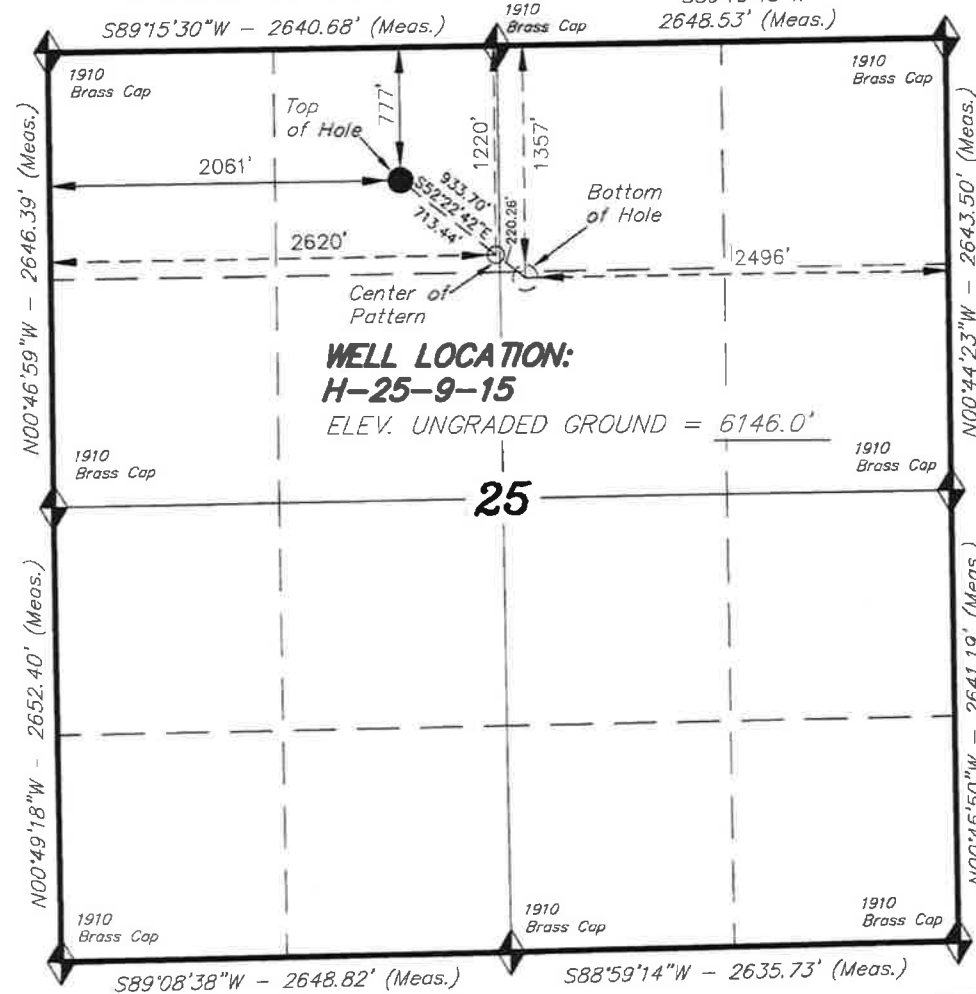 S89°15'30"W - 2640.68' (Meas.)
1910
Brass Cap
2648.53' (Meas.)
1910
Brass Cap
1910
Brass Cap
Top
of Hole
777'
1220'
1357'
2061'
933.70'
S52°22'42"E
713.44'
220.26'
Bottom
of Hole
2620'
2496'
Center of
Pattern
N00°46'59"W - 2646.39' (Meas.)
N00°44'23"W - 2643.50' (Meas.)
WELL LOCATION:
H-25-9-15
ELEV. UNGRADED GROUND = 6146.0'
1910
Brass Cap
1910
Brass Cap
25
N00°49'18"W - 2652.40' (Meas.)
2641.19' (Meas.)
1910
Brass Cap
1910
Brass Cap
1910
Brass Cap
S89°08'38"W - 2648.82' (Meas.)
S88°59'14"W - 2635.73' (Meas.)